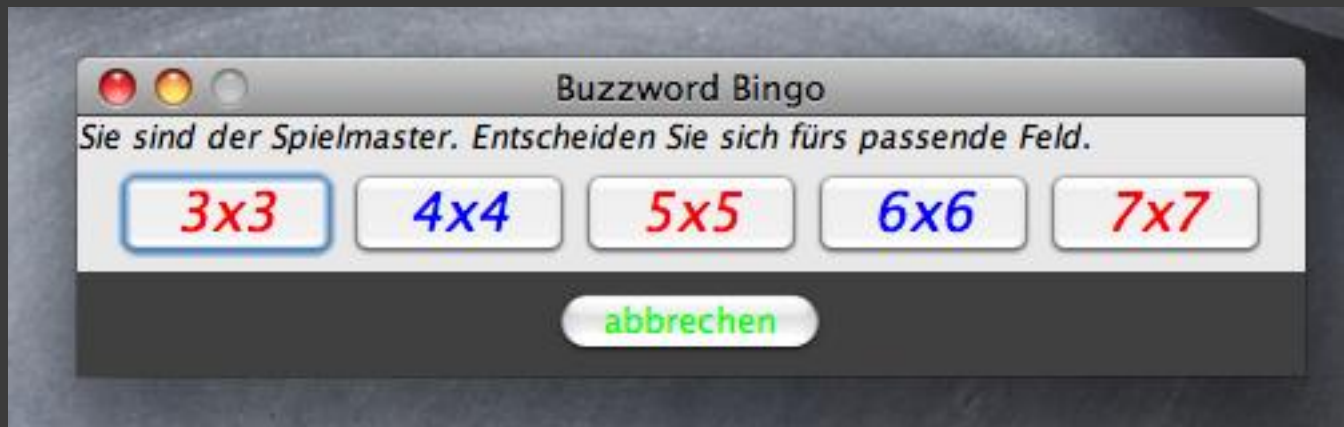 Buzzword Bingo
Sie sind der Spielmaster. Entscheiden Sie sich fürs passende Feld.
3x3 4x4 5x5 6x6 7x7
abbrechen